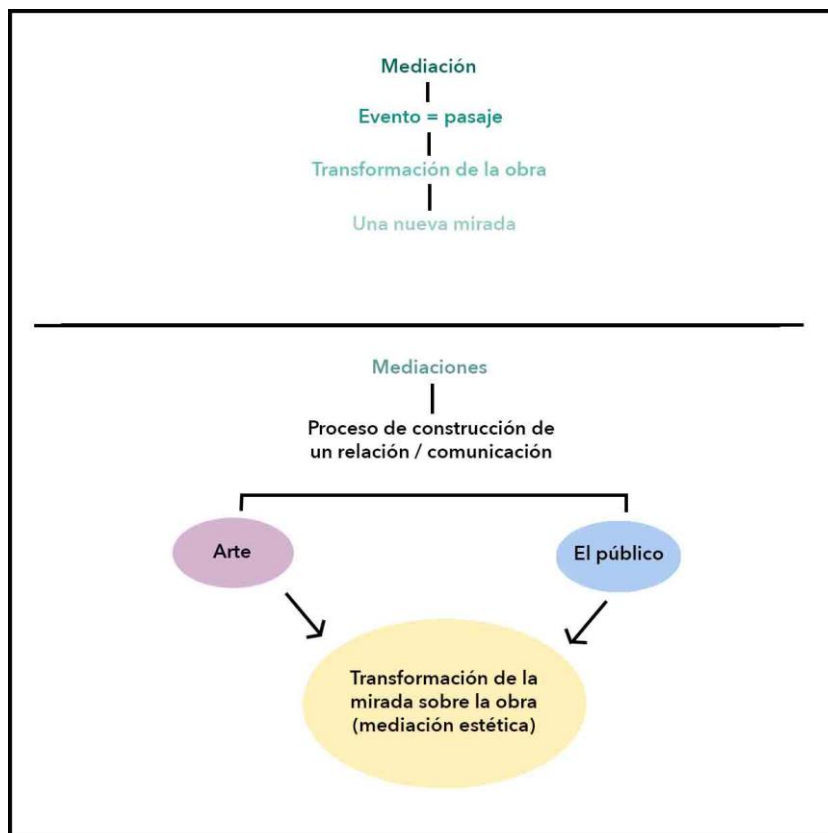 Mediación
Evento = pasaje
Transformación de la obra
Una nueva mirada
Mediaciones
Proceso de construcción de
un relación / comunicación
Arte
El público
Transformación de la
mirada sobre la obra
(mediación estética)